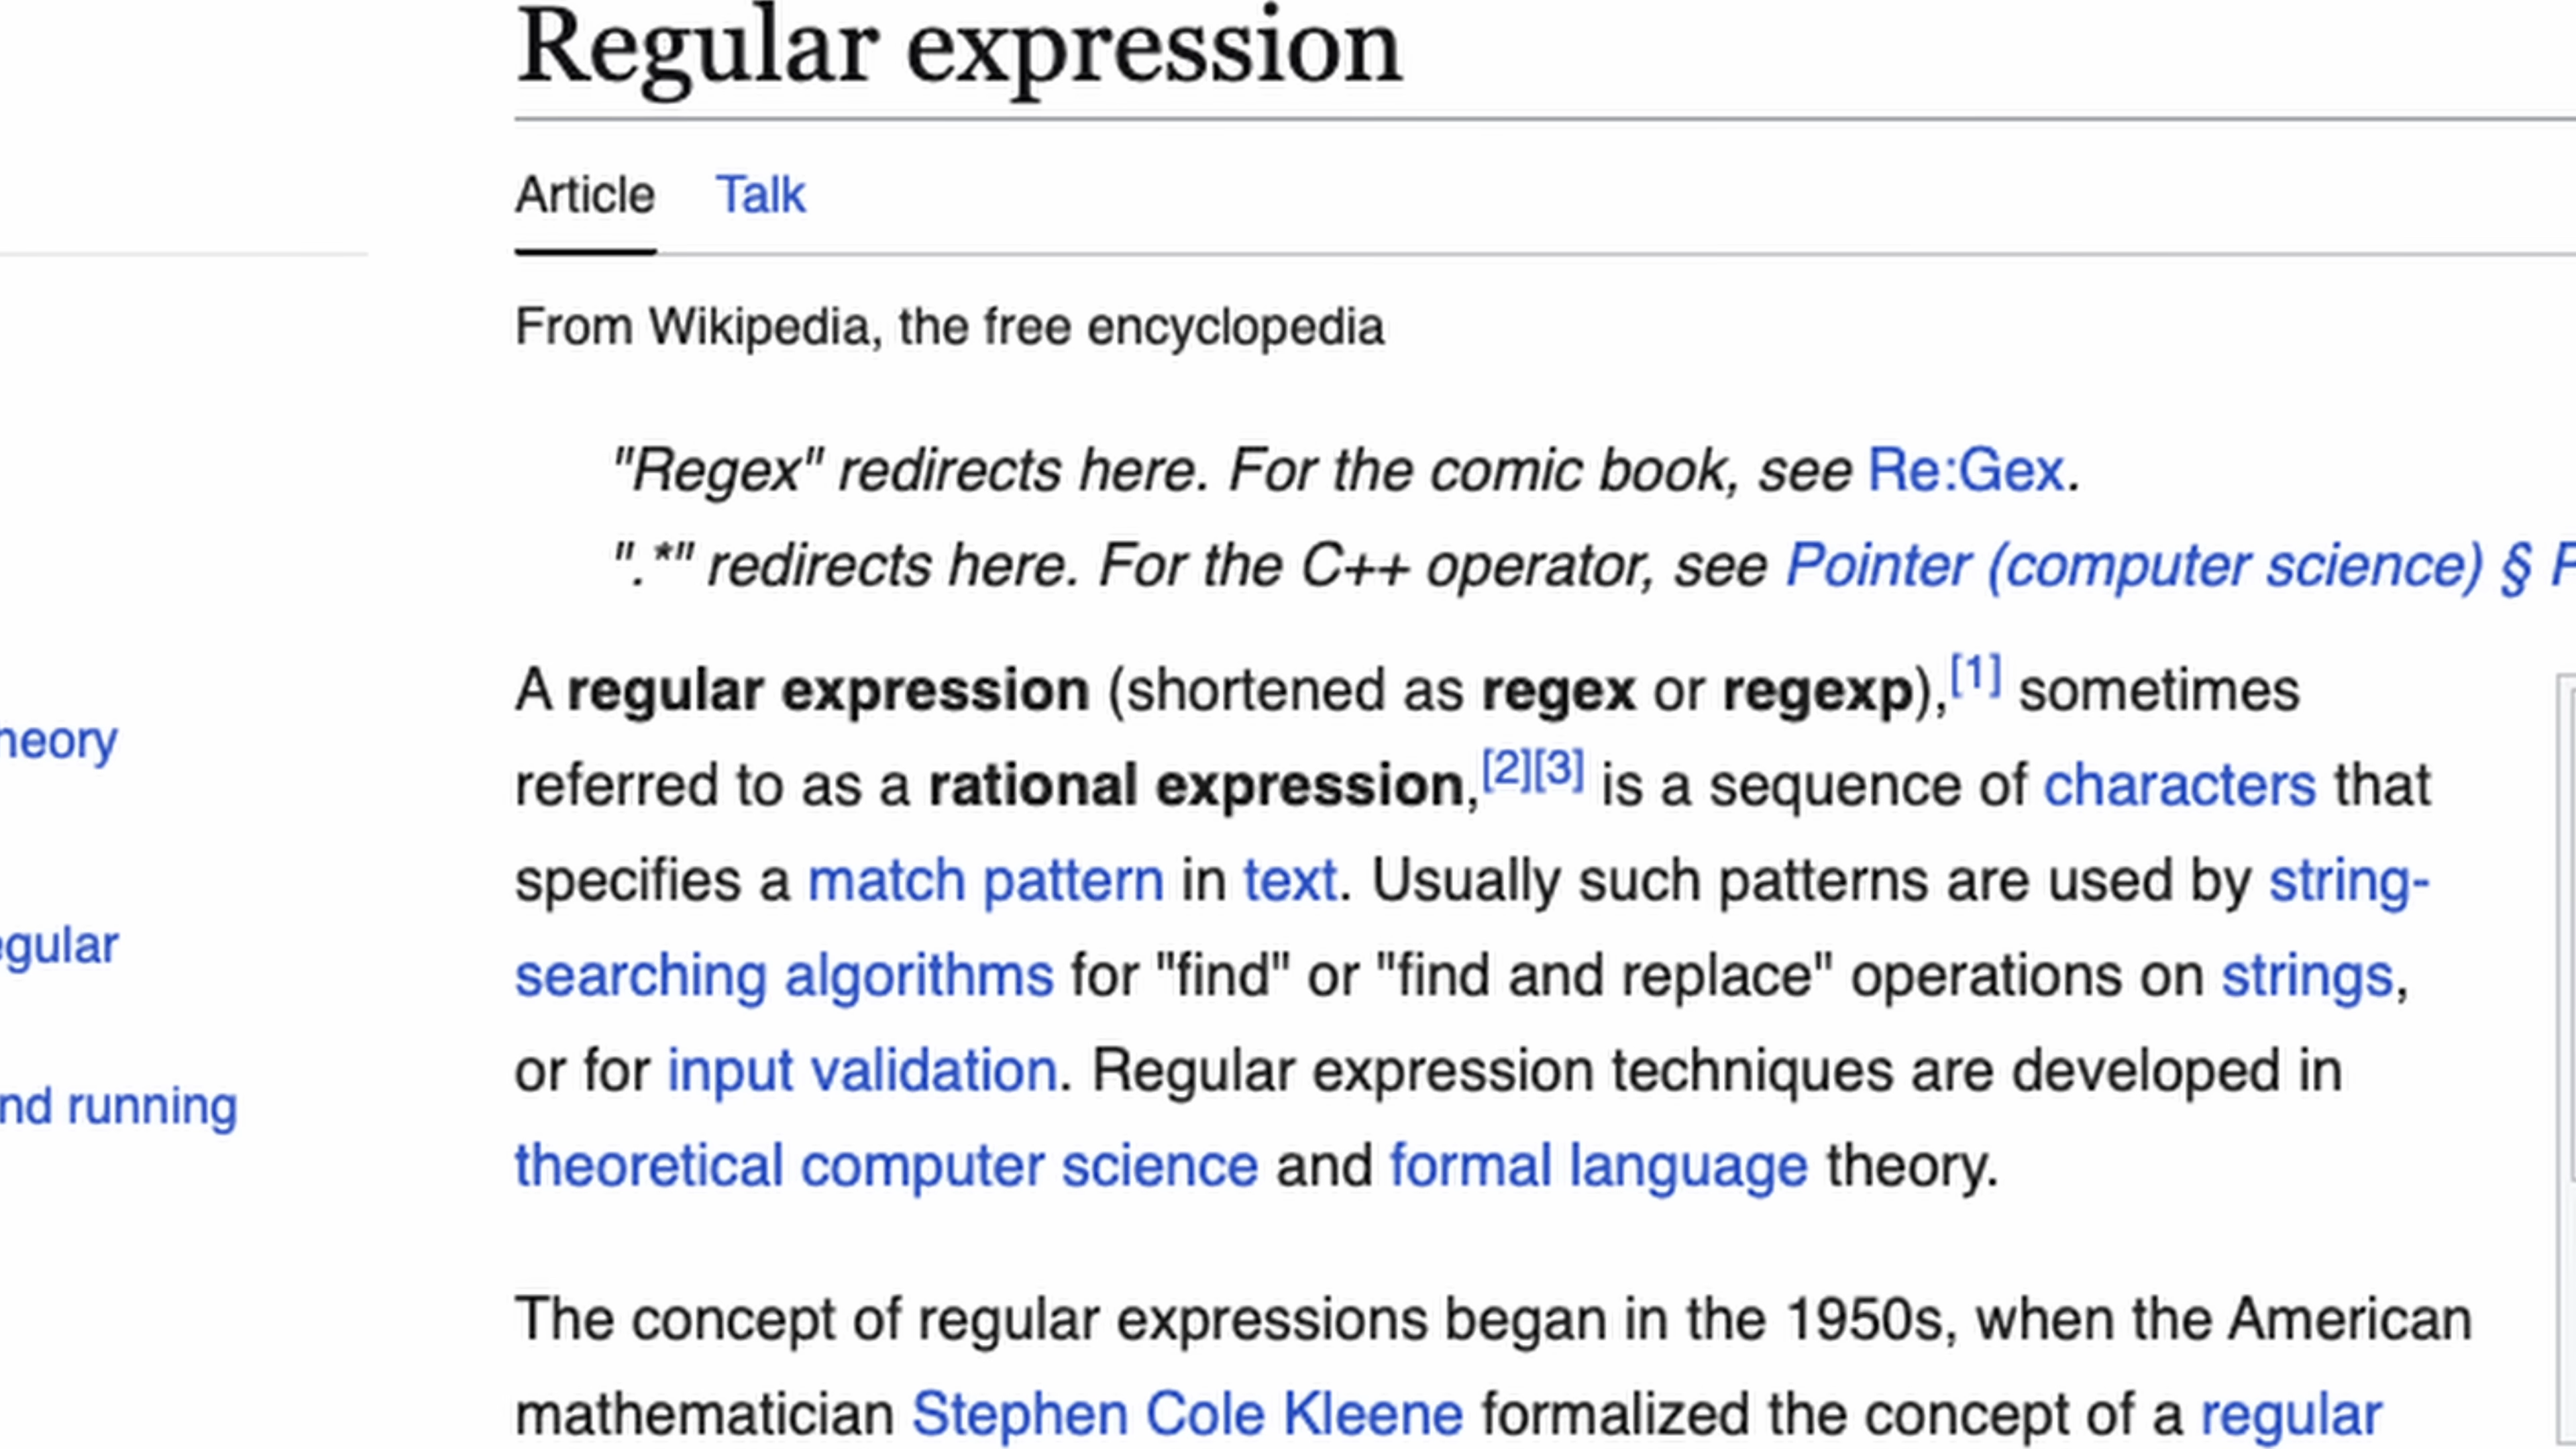 Regular expression
Article Talk
From Wikipedia, the free encyclopedia
"Regex" redirects here. For the comic book, see Re:Gex.
".*" redirects here. For the C++ operator, see Pointer (computer science) § P
A regular expression (shortened as regex or regexp),[1] sometimes
referred to as a rational expression,[2][3] is a sequence of characters that
specifies a match pattern in text. Usually such patterns are used by string-
searching algorithms for "find" or "find and replace" operations on strings,
or for input validation. Regular expression techniques are developed in
theoretical computer science and formal language theory.
The concept of regular expressions began in the 1950s, when the American
mathematician Stephen Cole Kleene formalized the concept of a regular
heory
egular
nd running